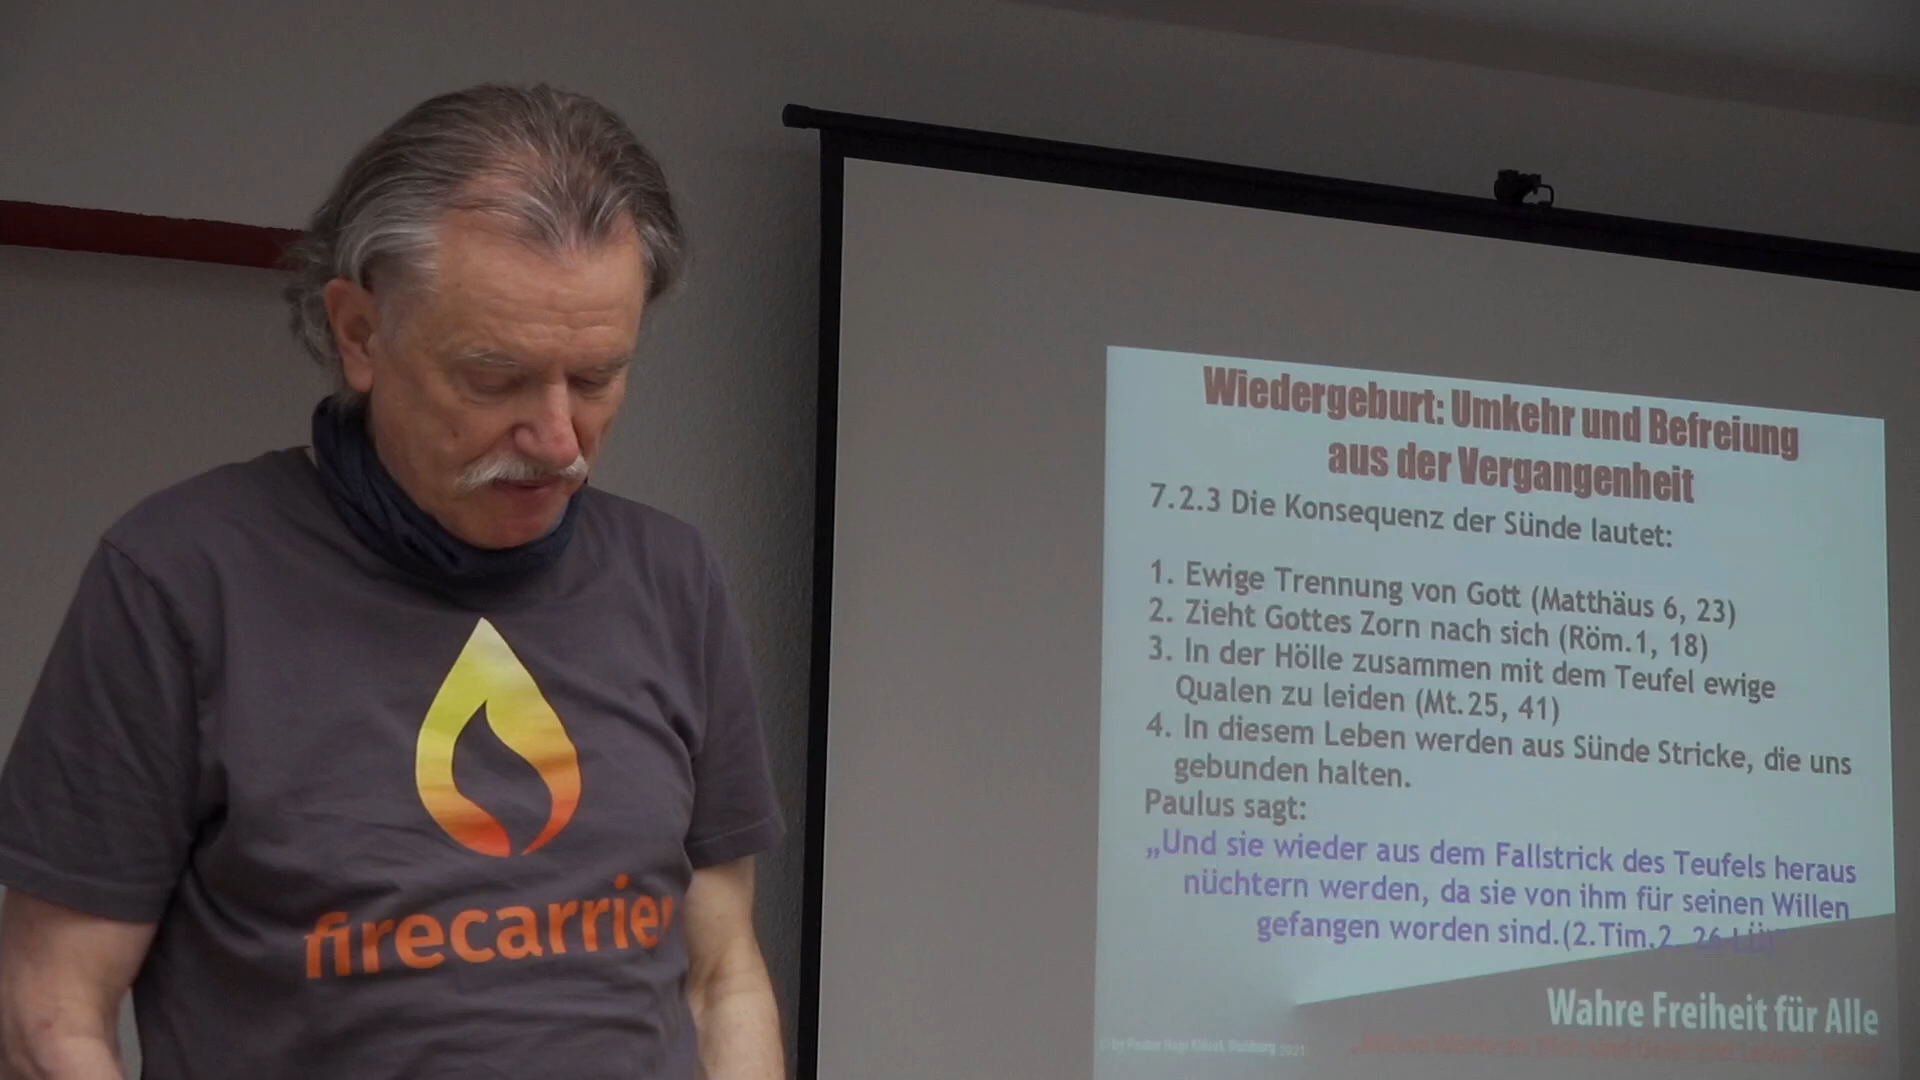 firecarrier
Wiedergeburt: Umkehr und Befreiung
aus der Vergangenheit
7.2.3 Die Konsequenz der Sünde lautet:
1. Ewige Trennung von Gott (Matthäus 6, 23)
2. Zieht Gottes Zorn nach sich (Röm.1, 18)
3. In der Hölle zusammen mit dem Teufel ewige
Qualen zu leiden (Mt.25, 41)
4. In diesem Leben werden aus Sünde Stricke, die uns
gebunden halten.
Paulus sagt:
„Und sie wieder aus dem Fallstrick des Teufels heraus
nüchtern werden, da sie von ihm für seinen Willen
gefangen worden sind.(2.Tim.2, 26
Wahre Freiheit für Alle
2021